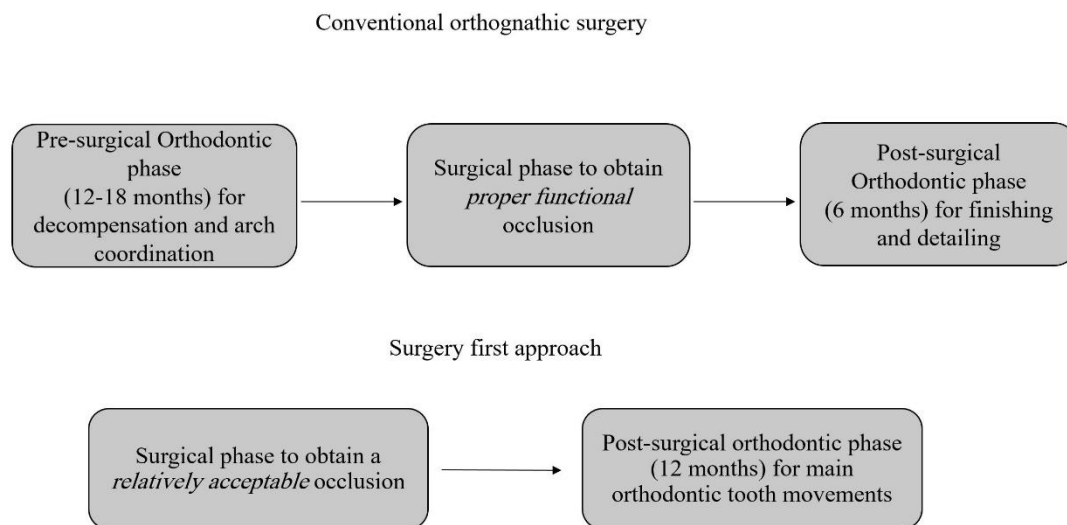 Conventional orthognathic surgery
Pre-surgical Orthodontic
phase
(12-18 months) for
decompensation and arch
coordination
Surgical phase to obtain
proper functional
occlusion
Post-surgical
Orthodontic phase
(6 months) for finishing
and detailing
Surgery first approach
Surgical phase to obtain a
relatively acceptable occlusion
Post-surgical orthodontic phase
(12 months) for main
orthodontic tooth movements